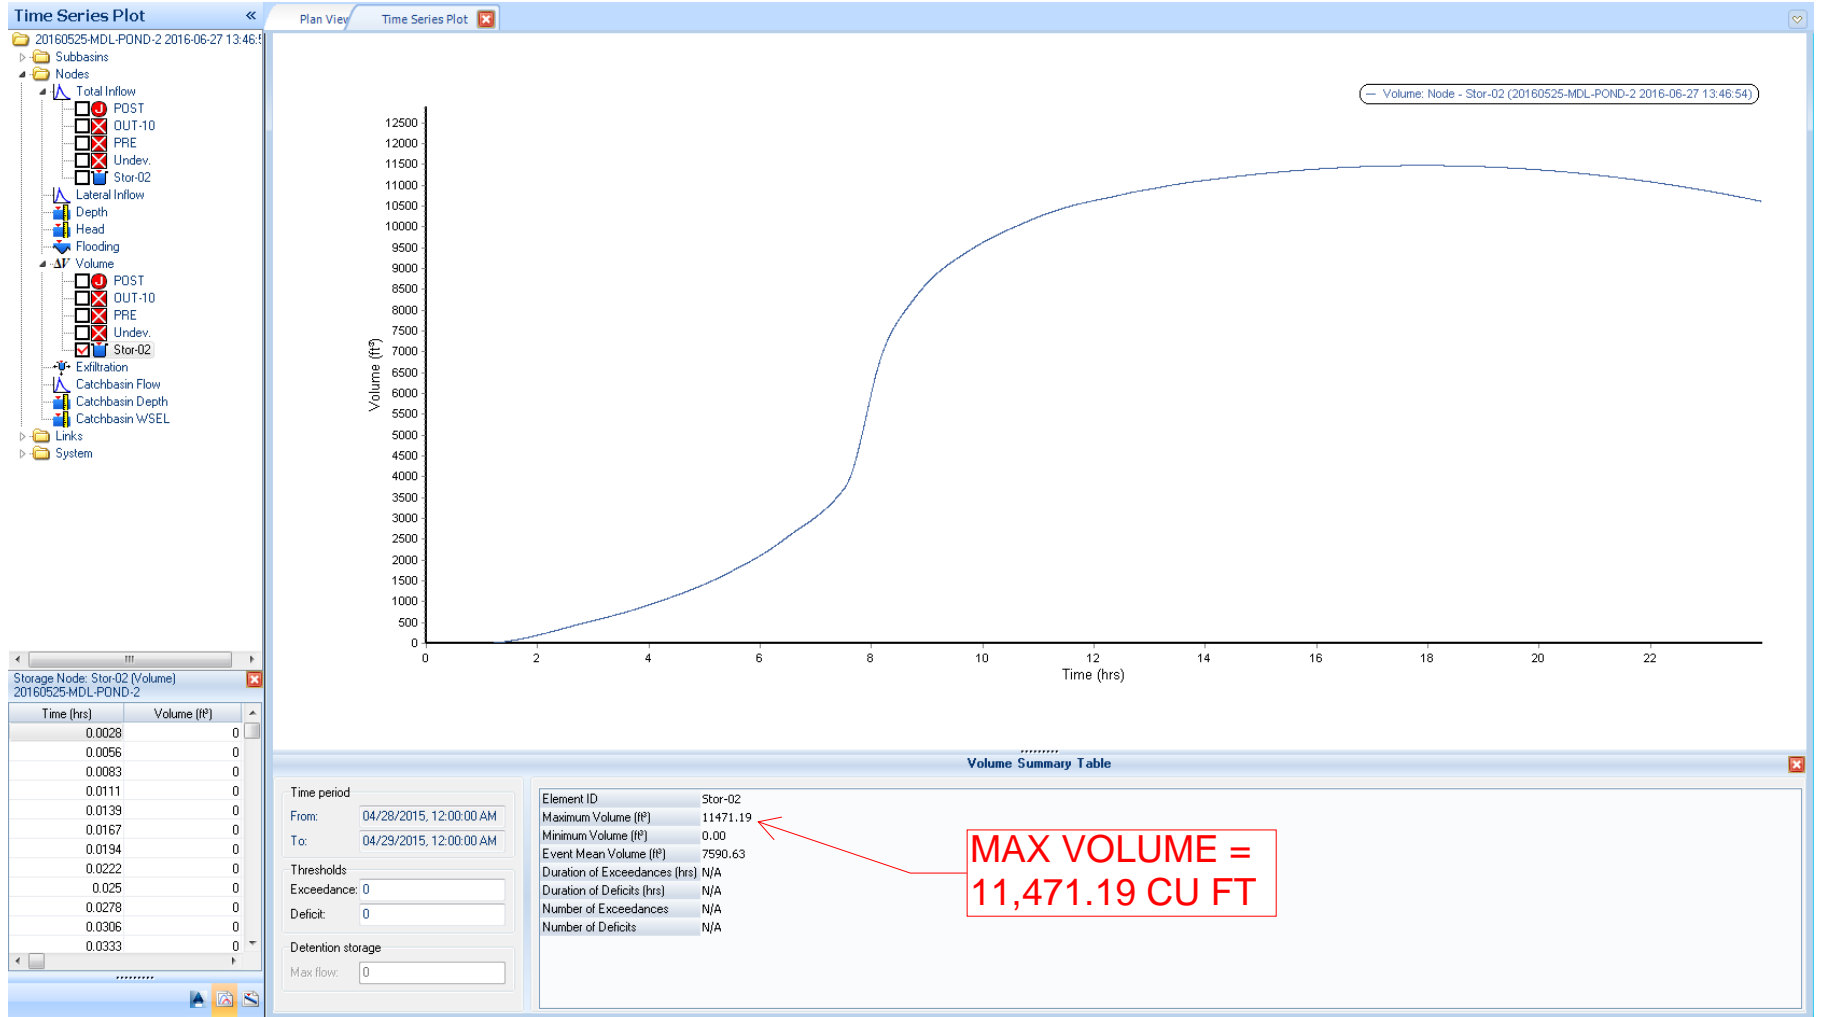 Time Series Plot «
20160525-MDL-POND-2 2016-06-27 13:46:5
Subbasins
Nodes
Total Inflow
POST
OUT-10
PRE
Undev.
Stor-02
Lateral Inflow
Depth
Head
Flooding
ΔV Volume
POST
OUT-10
PRE
Undev.
Stor-02
Exfiltration
Catchbasin Flow
Catchbasin Depth
Catchbasin WSEL
Links
System
Storage Node: Stor-02 (Volume)
20160525-MDL-POND-2
Time (hrs) Volume (ft³)
0.0028 0
0.0056 0
0.0083 0
0.0111 0
0.0139 0
0.0167 0
0.0194 0
0.0222 0
0.025 0
0.0278 0
0.0306 0
0.0333 0
Plan View
Time Series Plot
Volume: Node - Stor-02 (20160525-MDL-POND-2 2016-06-27 13:46:54)
Volume (ft³)
12500
12000
11500
11000
10500
10000
9500
9000
8500
8000
7500
7000
6500
6000
5500
5000
4500
4000
3500
3000
2500
2000
1500
1000
500
0
0 2 4 6 8 10 12 14 16 18 20 22
Time (hrs)
Volume Summary Table
Time period
From: 04/28/2015, 12:00:00 AM
To: 04/29/2015, 12:00:00 AM
Thresholds
Exceedance: 0
Deficit: 0
Detention storage
Max flow: 0
Element ID Stor-02
Maximum Volume (ft³) 11471.19
Minimum Volume (ft³) 0.00
Event Mean Volume (ft³) 7590.63
Duration of Exceedances (hrs) N/A
Duration of Deficits (hrs) N/A
Number of Exceedances N/A
Number of Deficits N/A
MAX VOLUME =
11,471.19 CU FT